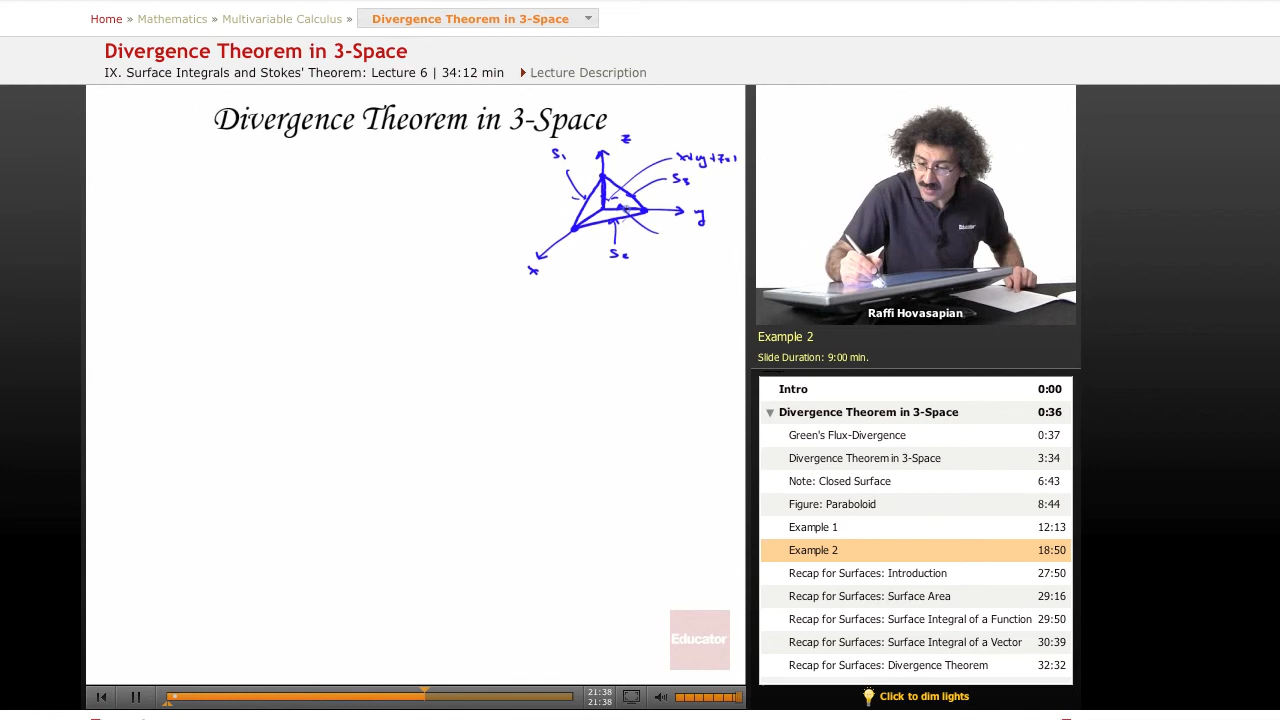 Home » Mathematics » Multivariable Calculus » Divergence Theorem in 3-Space
Divergence Theorem in 3-Space
IX. Surface Integrals and Stokes' Theorem: Lecture 6 | 34:12 min Lecture Description
Divergence Theorem in 3-Space
z
S₁
x+y+z=1
S₃
y
S₂
x
Educator
Raffi Hovasapian
Example 2
Slide Duration: 9:00 min.
Intro 0:00
Divergence Theorem in 3-Space 0:36
Green's Flux-Divergence 0:37
Divergence Theorem in 3-Space 3:34
Note: Closed Surface 6:43
Figure: Paraboloid 8:44
Example 1 12:13
Example 2 18:50
Recap for Surfaces: Introduction 27:50
Recap for Surfaces: Surface Area 29:16
Recap for Surfaces: Surface Integral of a Function 29:50
Recap for Surfaces: Surface Integral of a Vector 30:39
Recap for Surfaces: Divergence Theorem 32:32
21:38
21:38
Click to dim lights